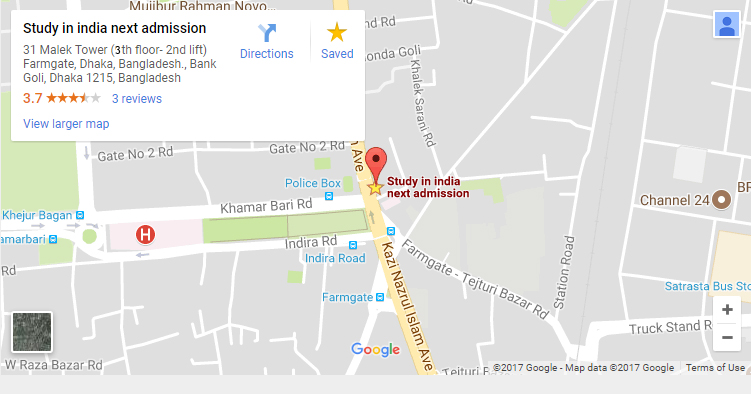 Mujibur Rahman Novo...
Study in india next admission
31 Malek Tower (3th floor- 2nd lift)
Farmgate, Dhaka, Bangladesh., Bank
Goli, Dhaka 1215, Bangladesh
3.7 3 reviews
View larger map
Directions
Saved
onda Goli
Khalek Sarani Rd
Gate No 2 Rd
Gate No 2 Rd
n Ave
Police Box
Study in india
next admission
Khamar Bari Rd
Channel 24
BF
Khejur Bagan
amarbari
H
Indira Rd
Indira Road
Rd
Farmgate - Tejturi Bazar Rd
Kazi Nazrul Islam Ave
Station Road
Satrasta Bus Sto
Farmgate
+
Truck Stand R
−
Google
W Raza Bazar Rd
Tejturi Baz
©2017 Google - Map data ©2017 Google Terms of Use